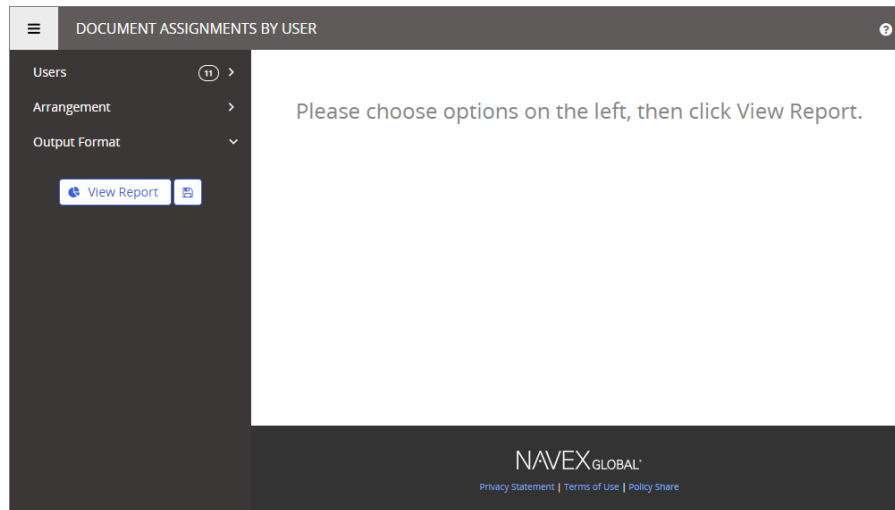 DOCUMENT ASSIGNMENTS BY USER
?
Users 11
Arrangement
Output Format
View Report
Please choose options on the left, then click View Report.
NAVEX GLOBAL
Privacy Statement | Terms of Use | Policy Share